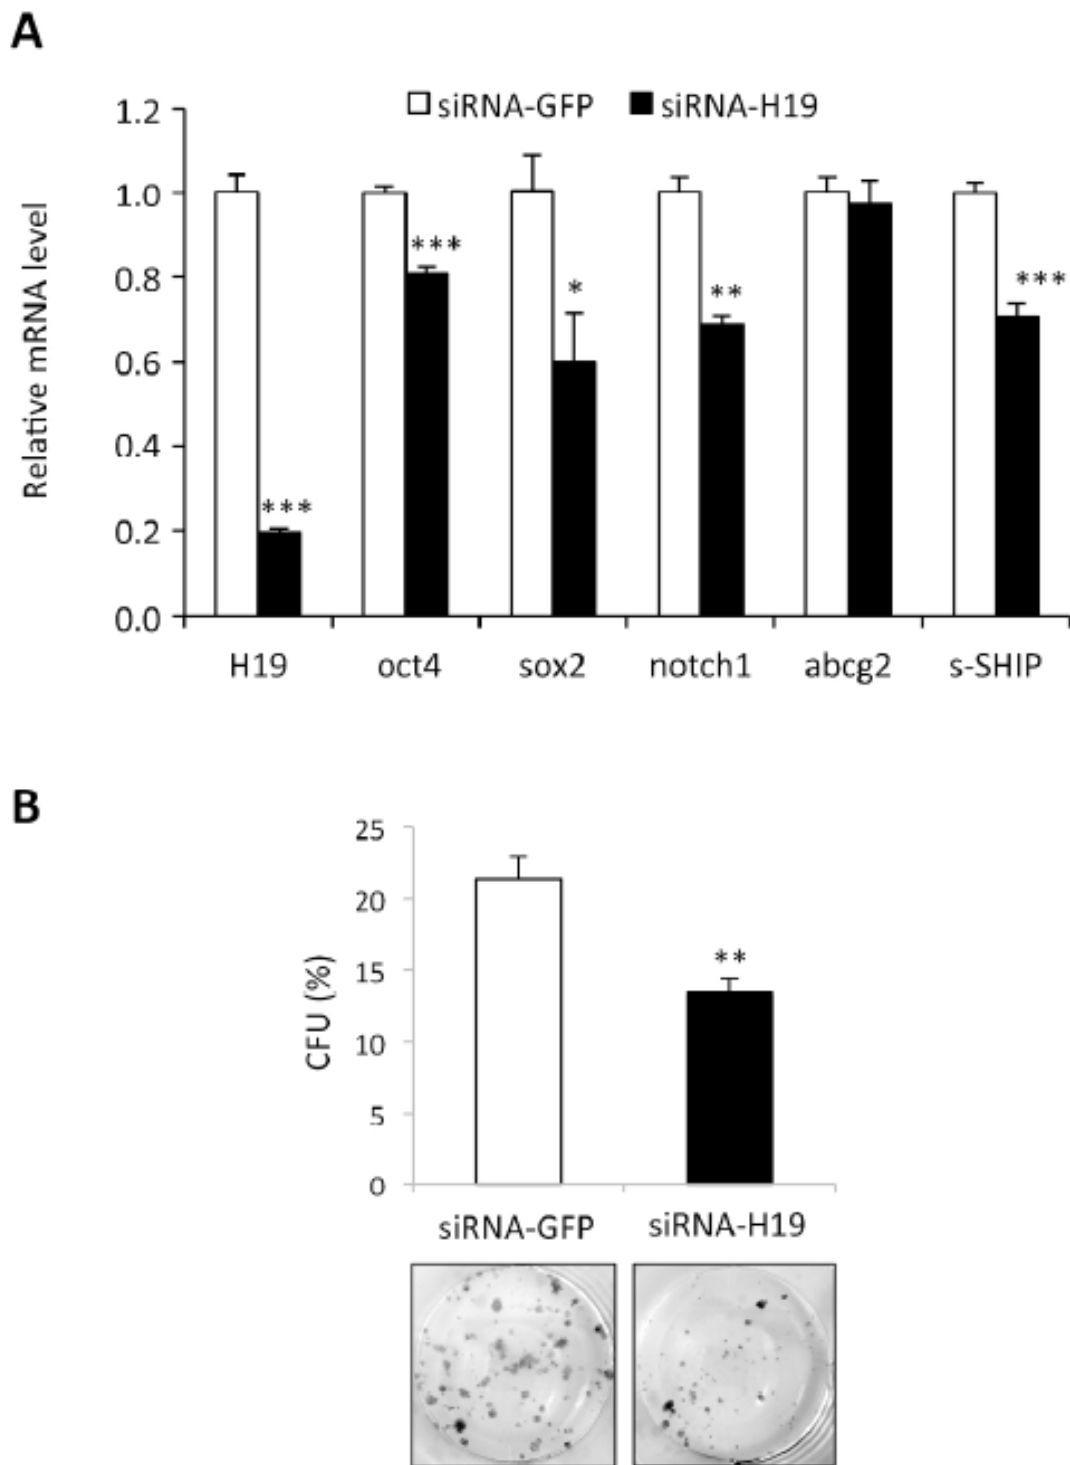 A
siRNA-GFP siRNA-H19
Relative mRNA level
1.2
1.0
0.8
0.6
0.4
0.2
0.0
***
***
*
**
***
H19 oct4 sox2 notch1 abcg2 s-SHIP
B
CFU (%)
25
20
15
10
5
0
**
siRNA-GFP siRNA-H19